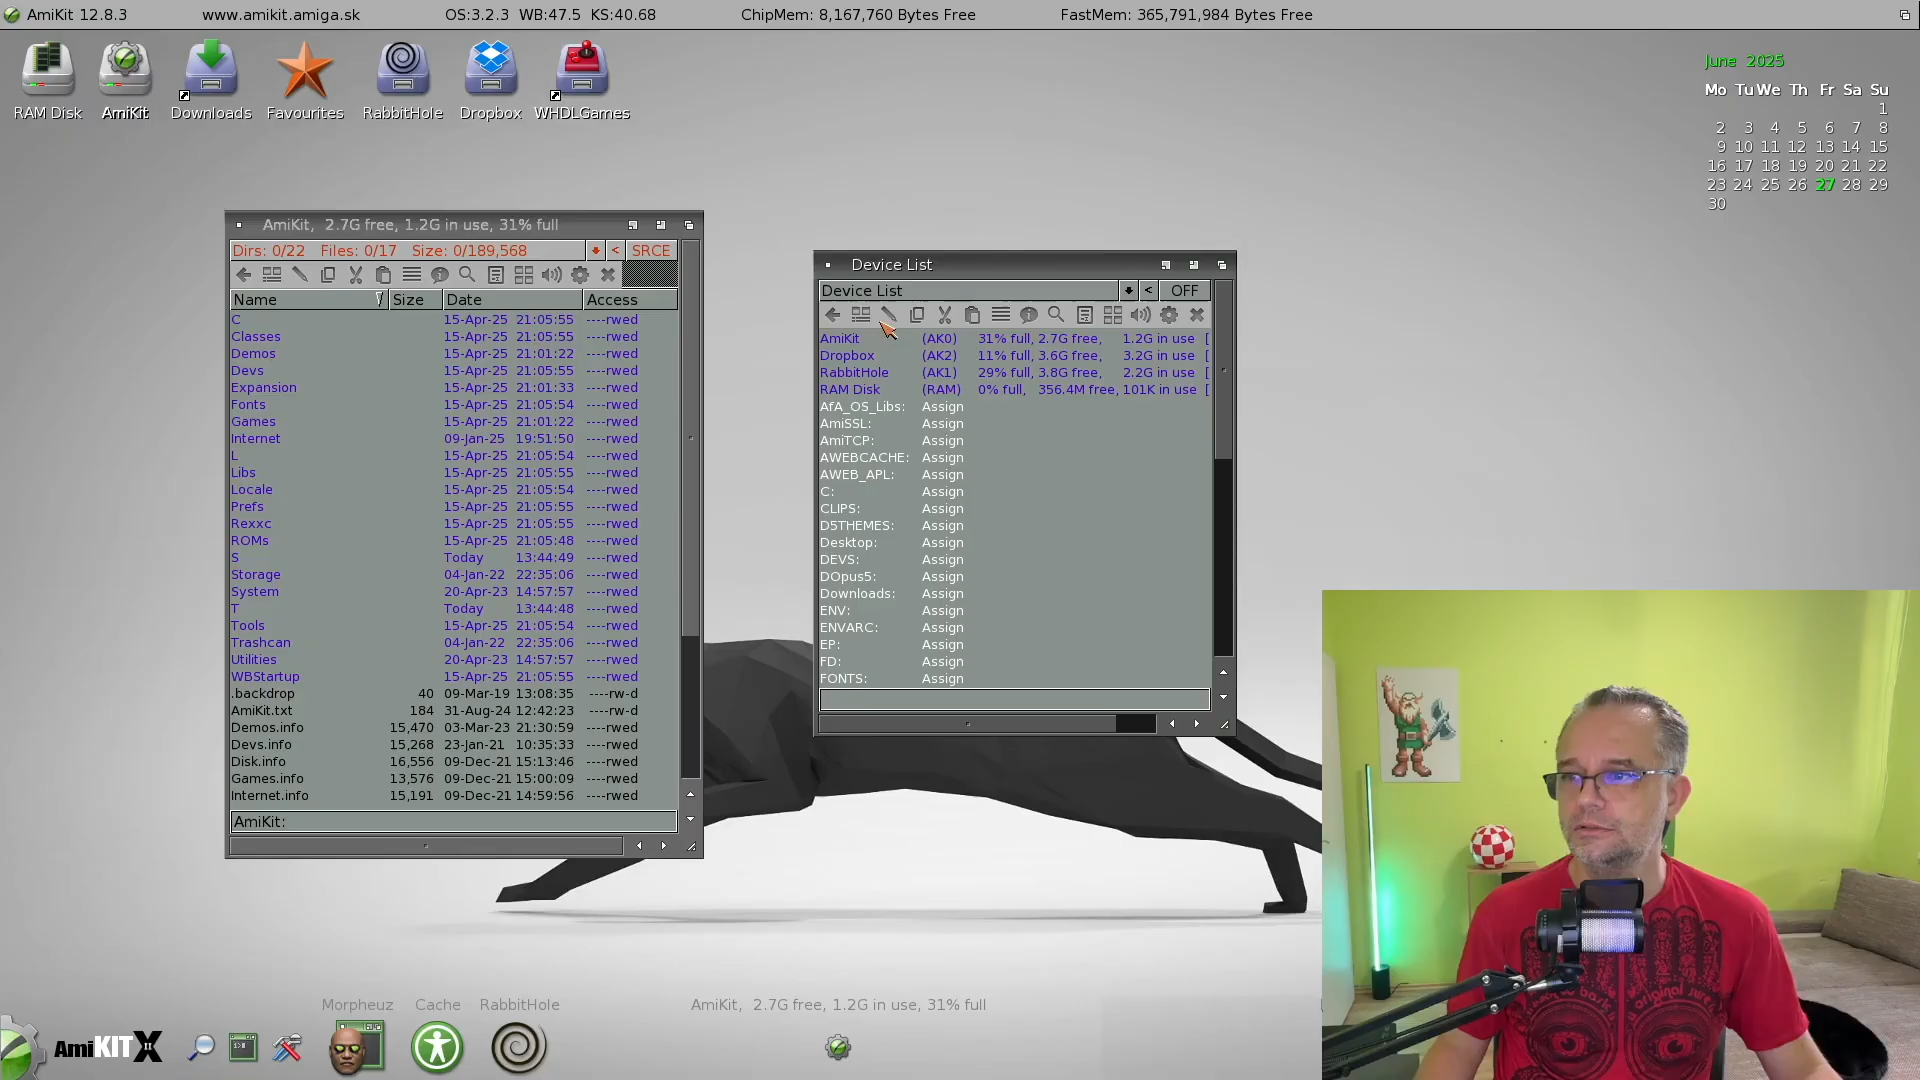 AmiKit 12.8.3 www.amikit.amiga.sk OS:3.2.3 WB:47.5 KS:40.68 ChipMem: 8,167,760 Bytes Free FastMem: 365,791,984 Bytes Free
RAM Disk AmiKit Downloads Favourites RabbitHole Dropbox WHDLGames
June 2025
Mo Tu We Th Fr Sa Su
1
2 3 4 5 6 7 8
9 10 11 12 13 14 15
16 17 18 19 20 21 22
23 24 25 26 27 28 29
30
AmiKit, 2.7G free, 1.2G in use, 31% full
Dirs: 0/22 Files: 0/17 Size: 0/189,568 < SRCE
Name Size Date Access
C 15-Apr-25 21:05:55 ----rwed
Classes 15-Apr-25 21:05:55 ----rwed
Demos 15-Apr-25 21:01:22 ----rwed
Devs 15-Apr-25 21:05:55 ----rwed
Expansion 15-Apr-25 21:01:33 ----rwed
Fonts 15-Apr-25 21:05:54 ----rwed
Games 15-Apr-25 21:01:22 ----rwed
Internet 09-Jan-25 19:51:50 ----rwed
L 15-Apr-25 21:05:54 ----rwed
Libs 15-Apr-25 21:05:55 ----rwed
Locale 15-Apr-25 21:05:54 ----rwed
Prefs 15-Apr-25 21:05:55 ----rwed
Rexxc 15-Apr-25 21:05:55 ----rwed
ROMs 15-Apr-25 21:05:48 ----rwed
S Today 13:44:49 ----rwed
Storage 04-Jan-22 22:35:06 ----rwed
System 20-Apr-23 14:57:57 ----rwed
T Today 13:44:48 ----rwed
Tools 15-Apr-25 21:05:54 ----rwed
Trashcan 04-Jan-22 22:35:06 ----rwed
Utilities 20-Apr-23 14:57:57 ----rwed
WBStartup 15-Apr-25 21:05:55 ----rwed
.backdrop 40 09-Mar-19 13:08:35 ----rw-d
AmiKit.txt 184 31-Aug-24 12:42:23 ----rw-d
Demos.info 15,470 03-Mar-23 21:30:59 ----rwed
Devs.info 15,268 23-Jan-21 10:35:33 ----rwed
Disk.info 16,556 09-Dec-21 15:13:46 ----rwed
Games.info 13,576 09-Dec-21 15:00:09 ----rwed
Internet.info 15,191 09-Dec-21 14:59:56 ----rwed
AmiKit:
Device List
Device List < OFF
AmiKit (AK0) 31% full, 2.7G free, 1.2G in use [
Dropbox (AK2) 11% full, 3.6G free, 3.2G in use [
RabbitHole (AK1) 29% full, 3.8G free, 2.2G in use [
RAM Disk (RAM) 0% full, 356.4M free, 101K in use [
AfA_OS_Libs: Assign
AmiSSL: Assign
AmiTCP: Assign
AWEBCACHE: Assign
AWEB_APL: Assign
C: Assign
CLIPS: Assign
D5THEMES: Assign
Desktop: Assign
DEVS: Assign
DOpus5: Assign
Downloads: Assign
ENV: Assign
ENVARC: Assign
EP: Assign
FD: Assign
FONTS: Assign
Morpheuz Cache RabbitHole AmiKit, 2.7G free, 1.2G in use, 31% full
AmiKIT X